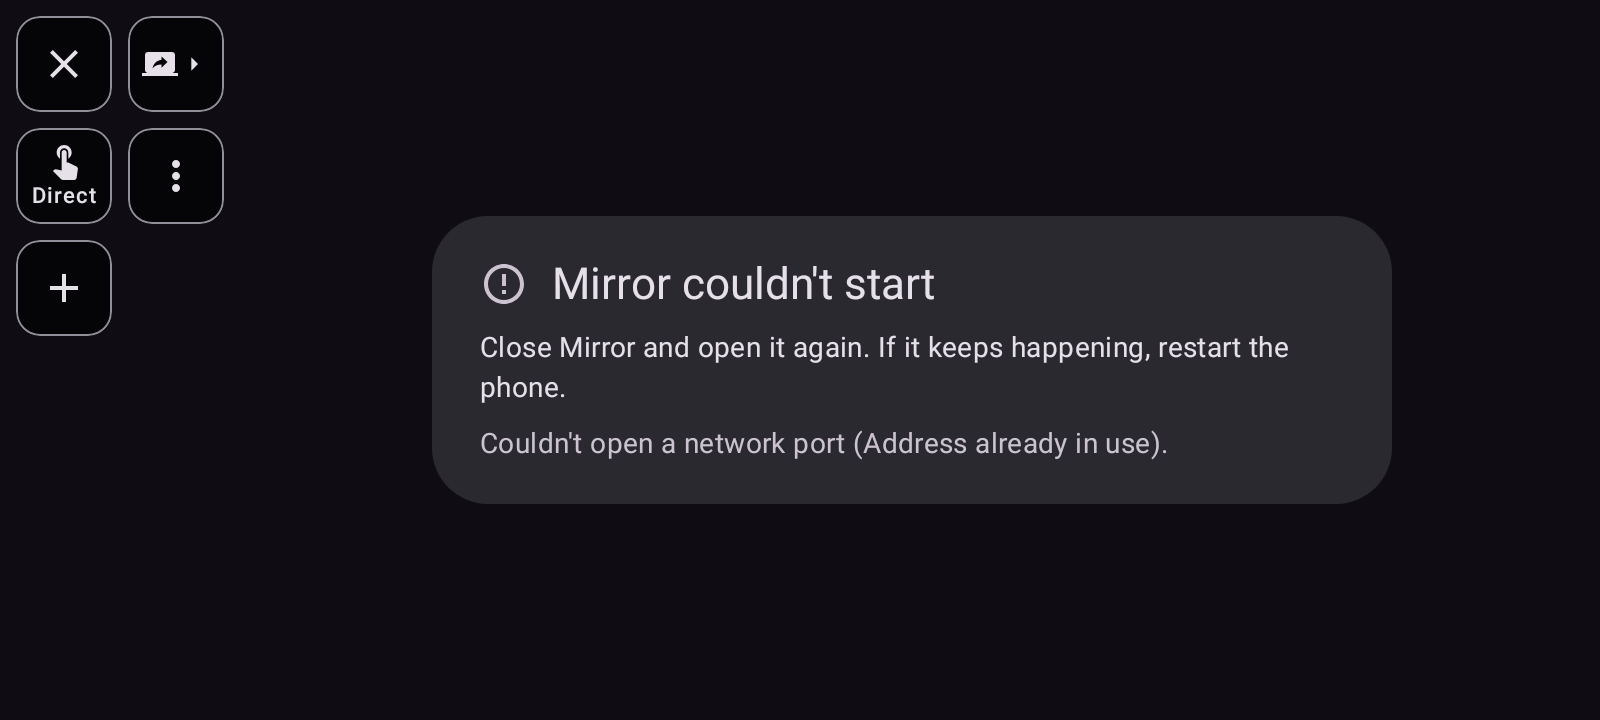 Direct
Mirror couldn't start
Close Mirror and open it again. If it keeps happening, restart the
phone.
Couldn't open a network port (Address already in use).